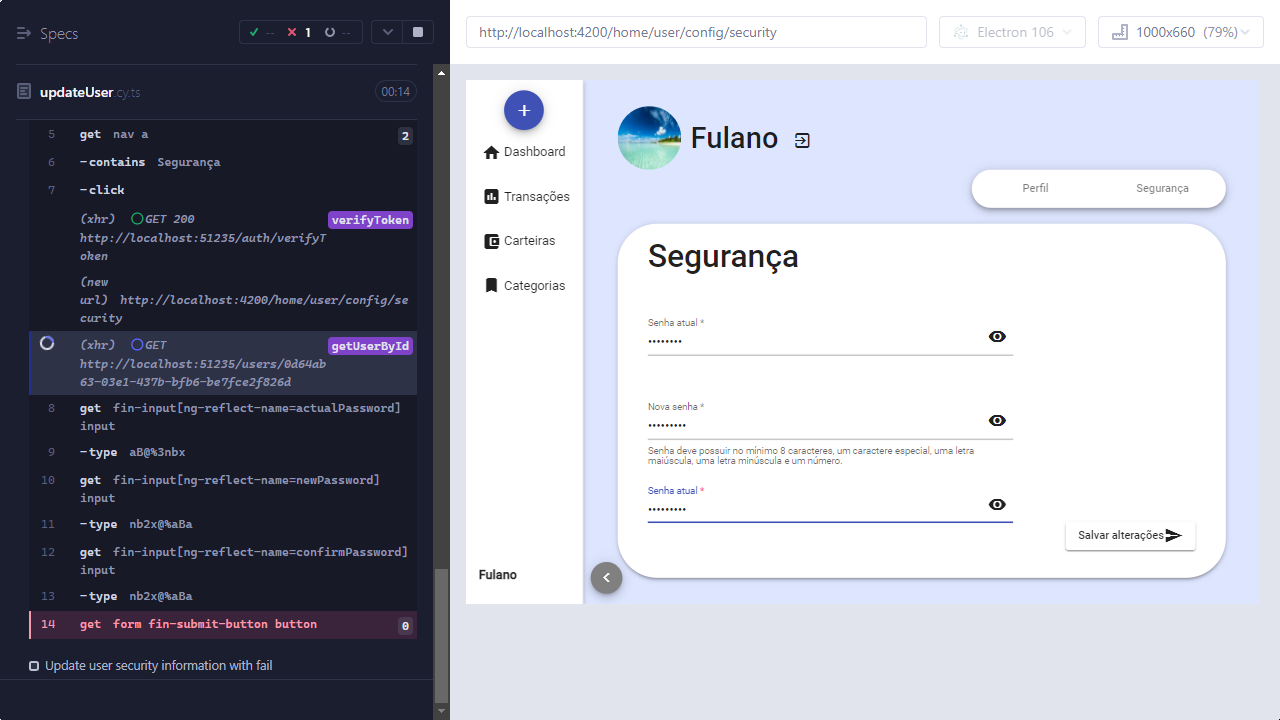 Specs
-- 1 --
updateUser.cy.ts 00:14
5 get nav a 2
6 -contains Segurança
7 -click
(xhr) GET 200 verifyToken
http://localhost:51235/auth/verifyT
oken
(new
url) http://localhost:4200/home/user/config/se
curity
(xhr) GET getUserById
http://localhost:51235/users/0d64ab
63-03e1-437b-bfb6-be7fce2f826d
8 get fin-input[ng-reflect-name=actualPassword]
input
9 -type aB@%3nbx
10 get fin-input[ng-reflect-name=newPassword]
input
11 -type nb2x@%aBa
12 get fin-input[ng-reflect-name=confirmPassword]
input
13 -type nb2x@%aBa
14 get form fin-submit-button button 0
Update user security information with fail
http://localhost:4200/home/user/config/security
Electron 106
1000x660 (79%)
+
Dashboard
Transações
Carteiras
Categorias
Fulano
Fulano
Perfil Segurança
Segurança
Senha atual *
••••••••
Nova senha *
•••••••••
Senha deve possuir no mínimo 8 caracteres, um caractere especial, uma letra
maiúscula, uma letra minúscula e um número.
Senha atual *
•••••••••
Salvar alterações